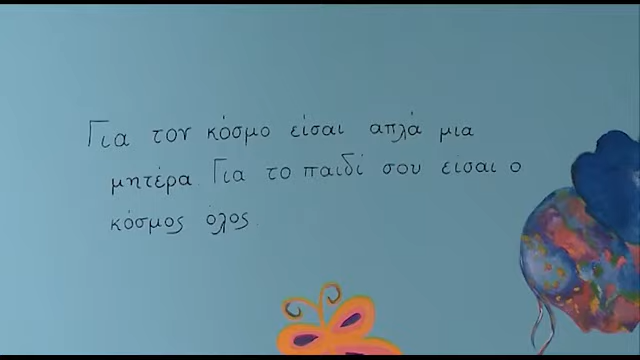 Για τον κόσμο είσαι απλά μια
μητέρα. Για το παιδί σου είσαι ο
κόσμος όλος.